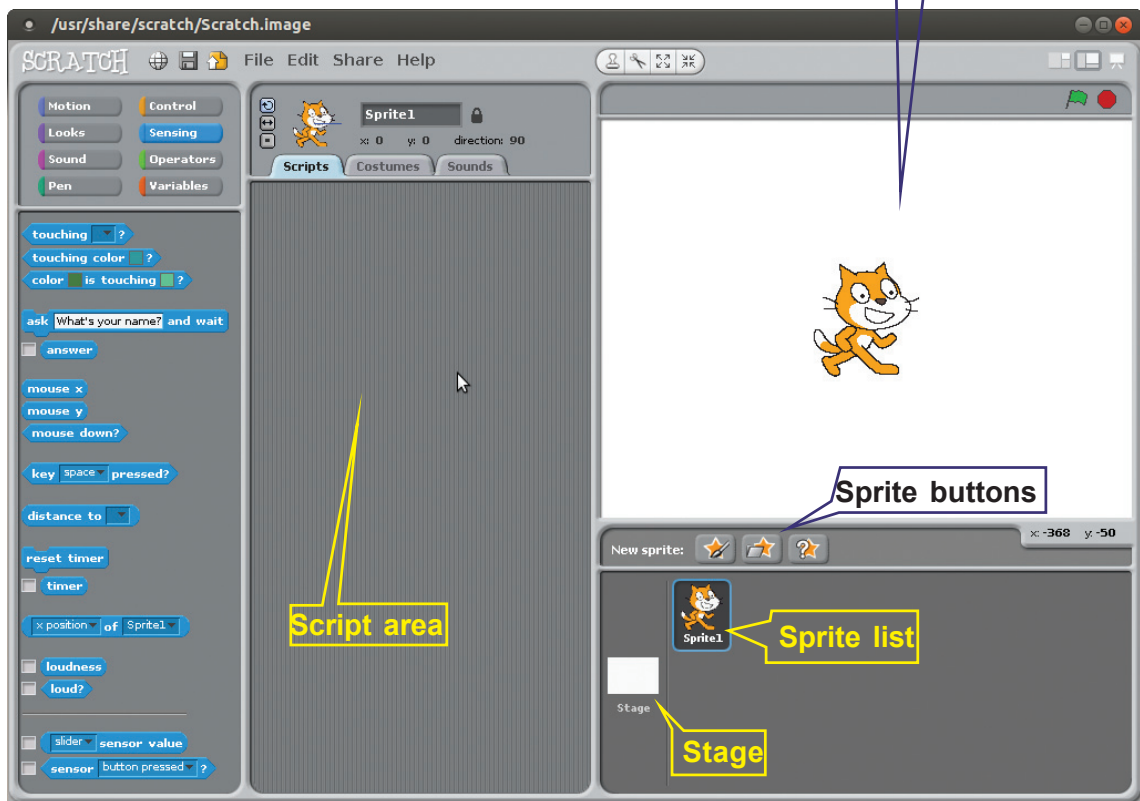 /usr/share/scratch/Scratch.image
SCRATCH File Edit Share Help
Motion Control
Looks Sensing
Sound Operators
Pen Variables
Sprite1
x: 0 y: 0 direction: 90
Scripts Costumes Sounds
touching ?
touching color ?
color is touching ?
ask What's your name? and wait
answer
mouse x
mouse y
mouse down?
key space pressed?
distance to
reset timer
timer
x position of Sprite1
loudness
loud?
slider sensor value
sensor button pressed ?
Script area
Sprite buttons
x: -368 y: -50
New sprite:
Sprite1
Sprite list
Stage
Stage